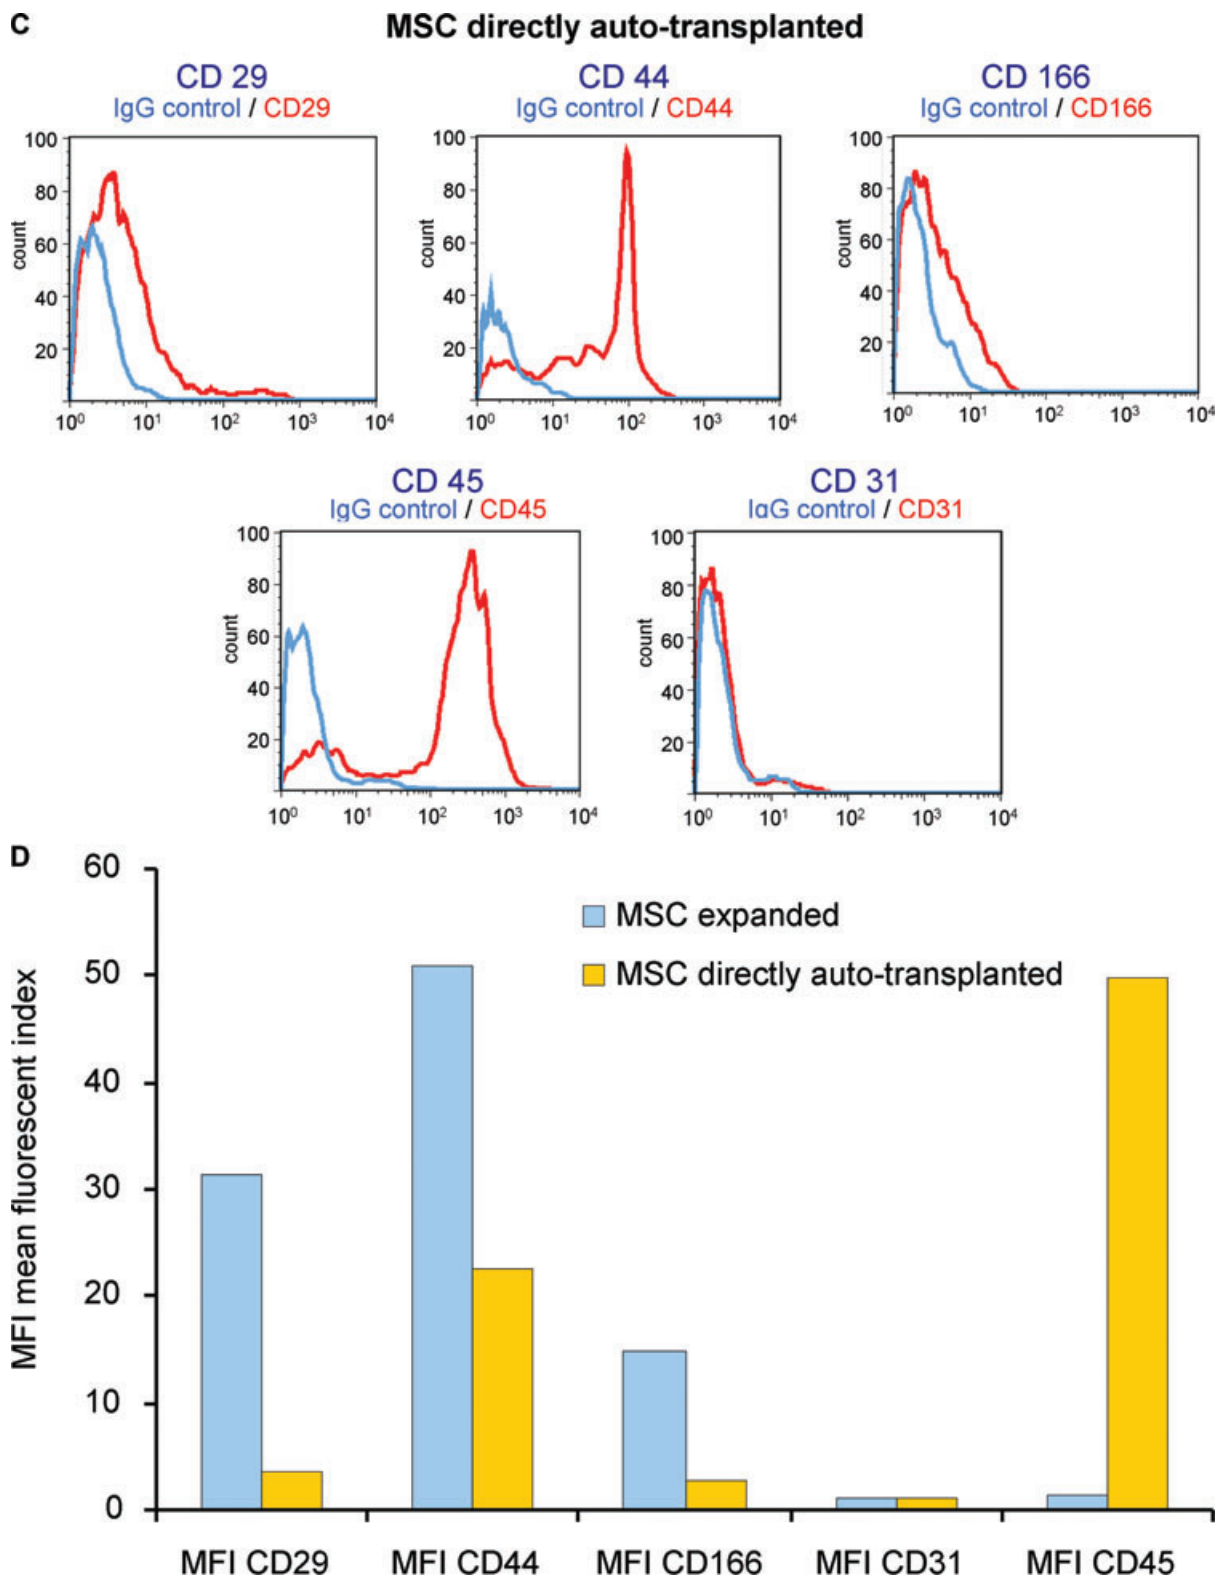 C
MSC directly auto-transplanted
CD 29
IgG control / CD29
CD 44
IgG control / CD44
CD 166
IgG control / CD166
count
100
80
60
40
20
10⁰ 10¹ 10² 10³ 10⁴
count
100
80
60
40
20
10⁰ 10¹ 10² 10³ 10⁴
count
100
80
60
40
20
10⁰ 10¹ 10² 10³ 10⁴
CD 45
IgG control / CD45
CD 31
IgG control / CD31
count
100
80
60
40
20
10⁰ 10¹ 10² 10³ 10⁴
count
100
80
60
40
20
10⁰ 10¹ 10² 10³ 10⁴
D
MFI mean fluorescent index
60
50
40
30
20
10
0
MSC expanded
MSC directly auto-transplanted
MFI CD29 MFI CD44 MFI CD166 MFI CD31 MFI CD45